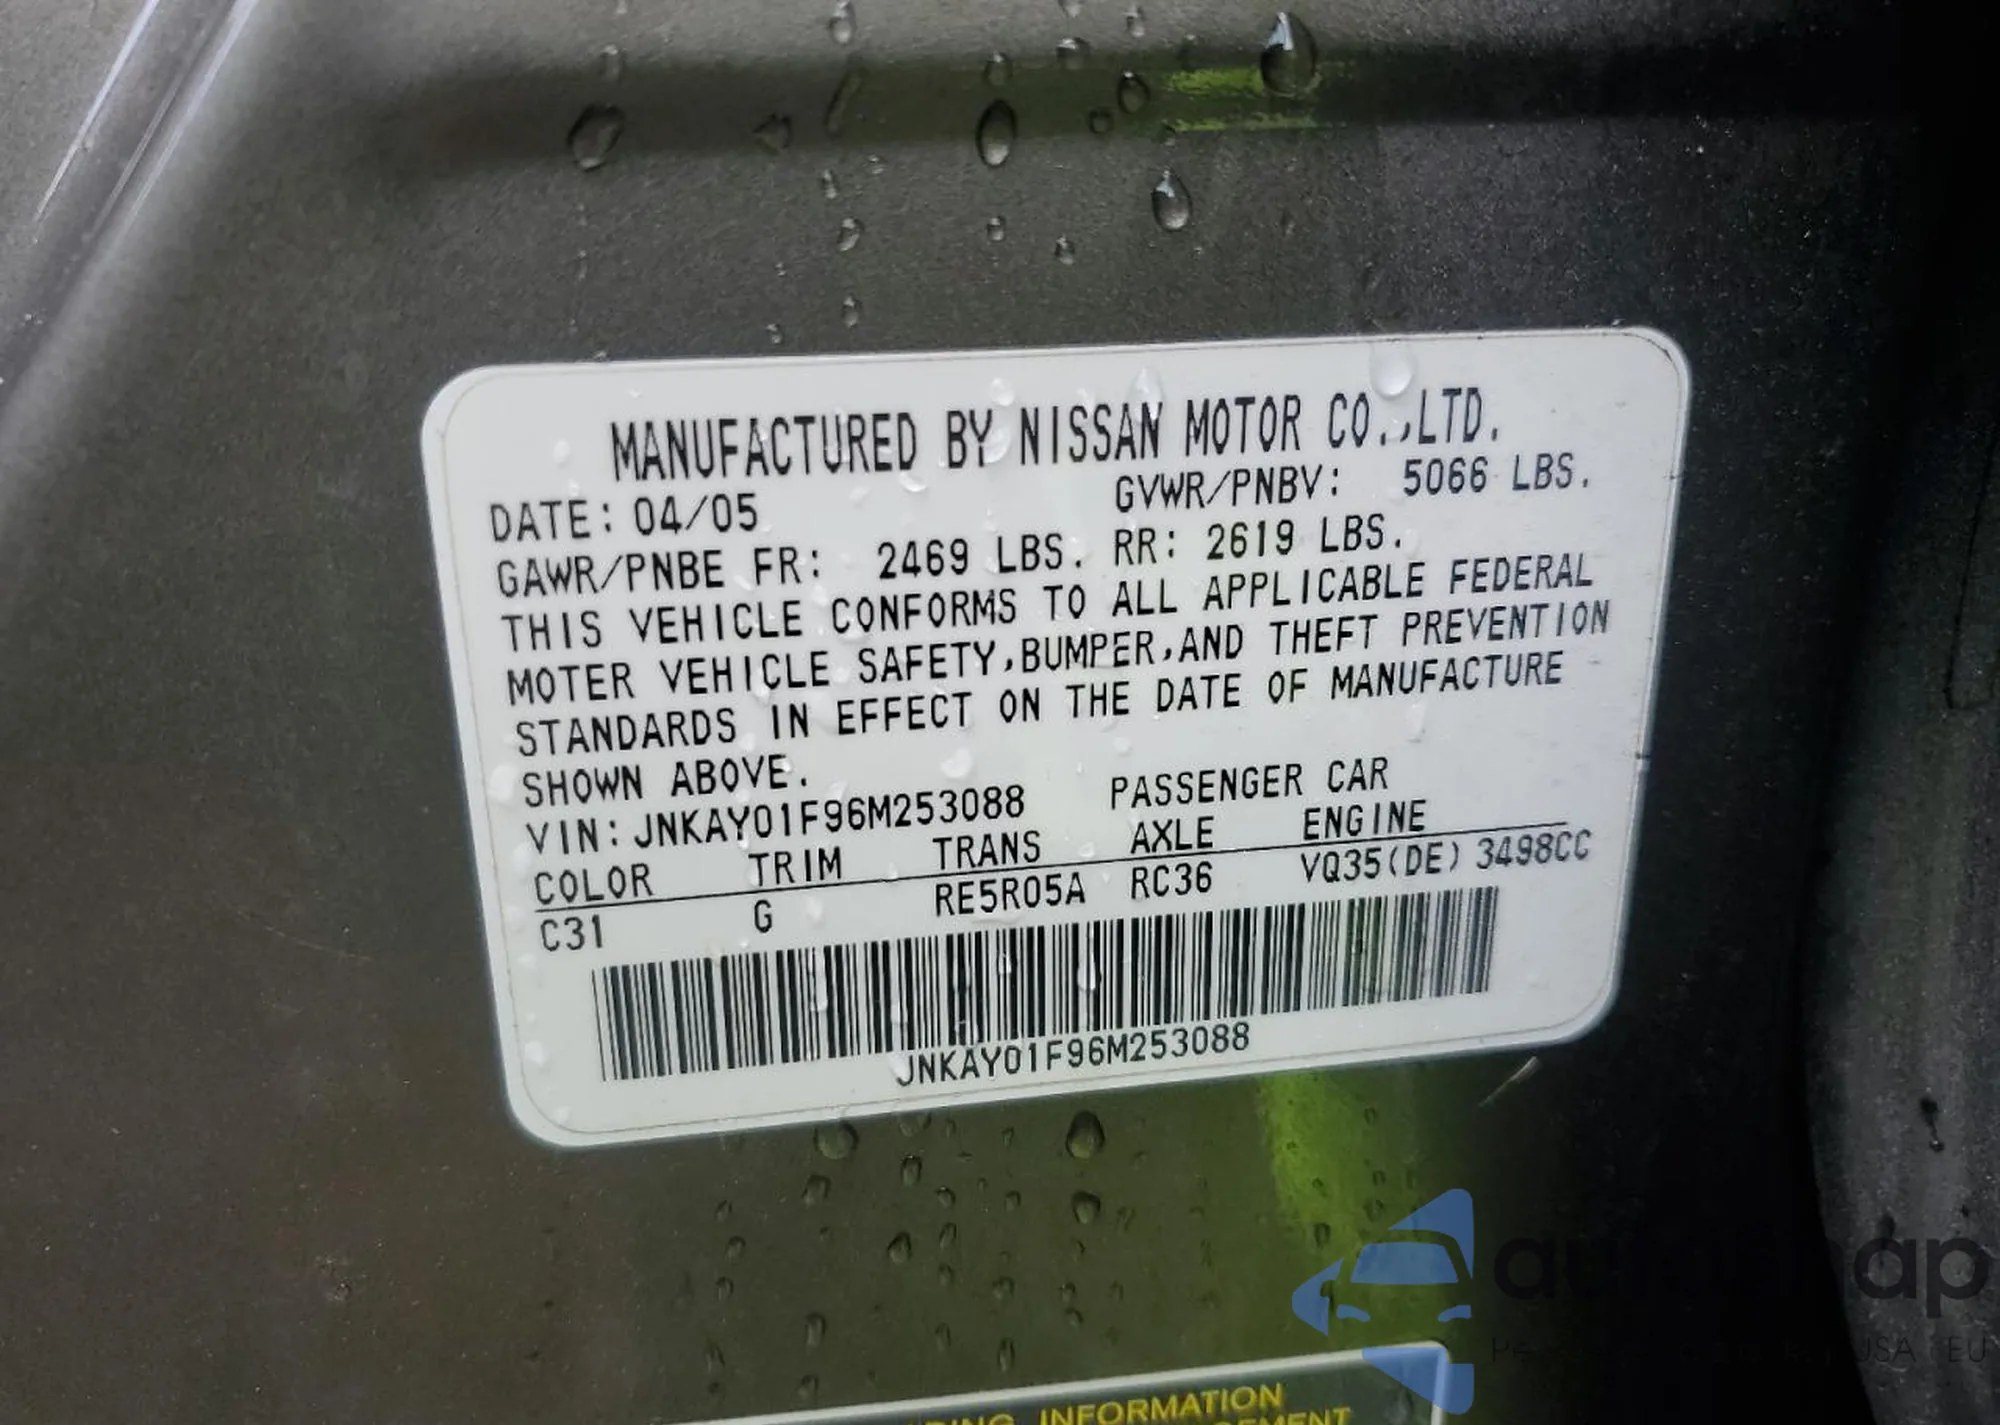 MANUFACTURED BY NISSAN MOTOR CO.,LTD.
DATE: 04/05 GVWR/PNBV: 5066 LBS.
GAWR/PNBE FR: 2469 LBS. RR: 2619 LBS.
THIS VEHICLE CONFORMS TO ALL APPLICABLE FEDERAL
MOTER VEHICLE SAFETY,BUMPER,AND THEFT PREVENTION
STANDARDS IN EFFECT ON THE DATE OF MANUFACTURE
SHOWN ABOVE.
VIN: JNKAY01F96M253088 PASSENGER CAR
COLOR TRIM TRANS AXLE ENGINE
C31 G RE5R05A RC36 VQ35(DE) 3498CC
JNKAY01F96M253088
INFORMATION
USA EU